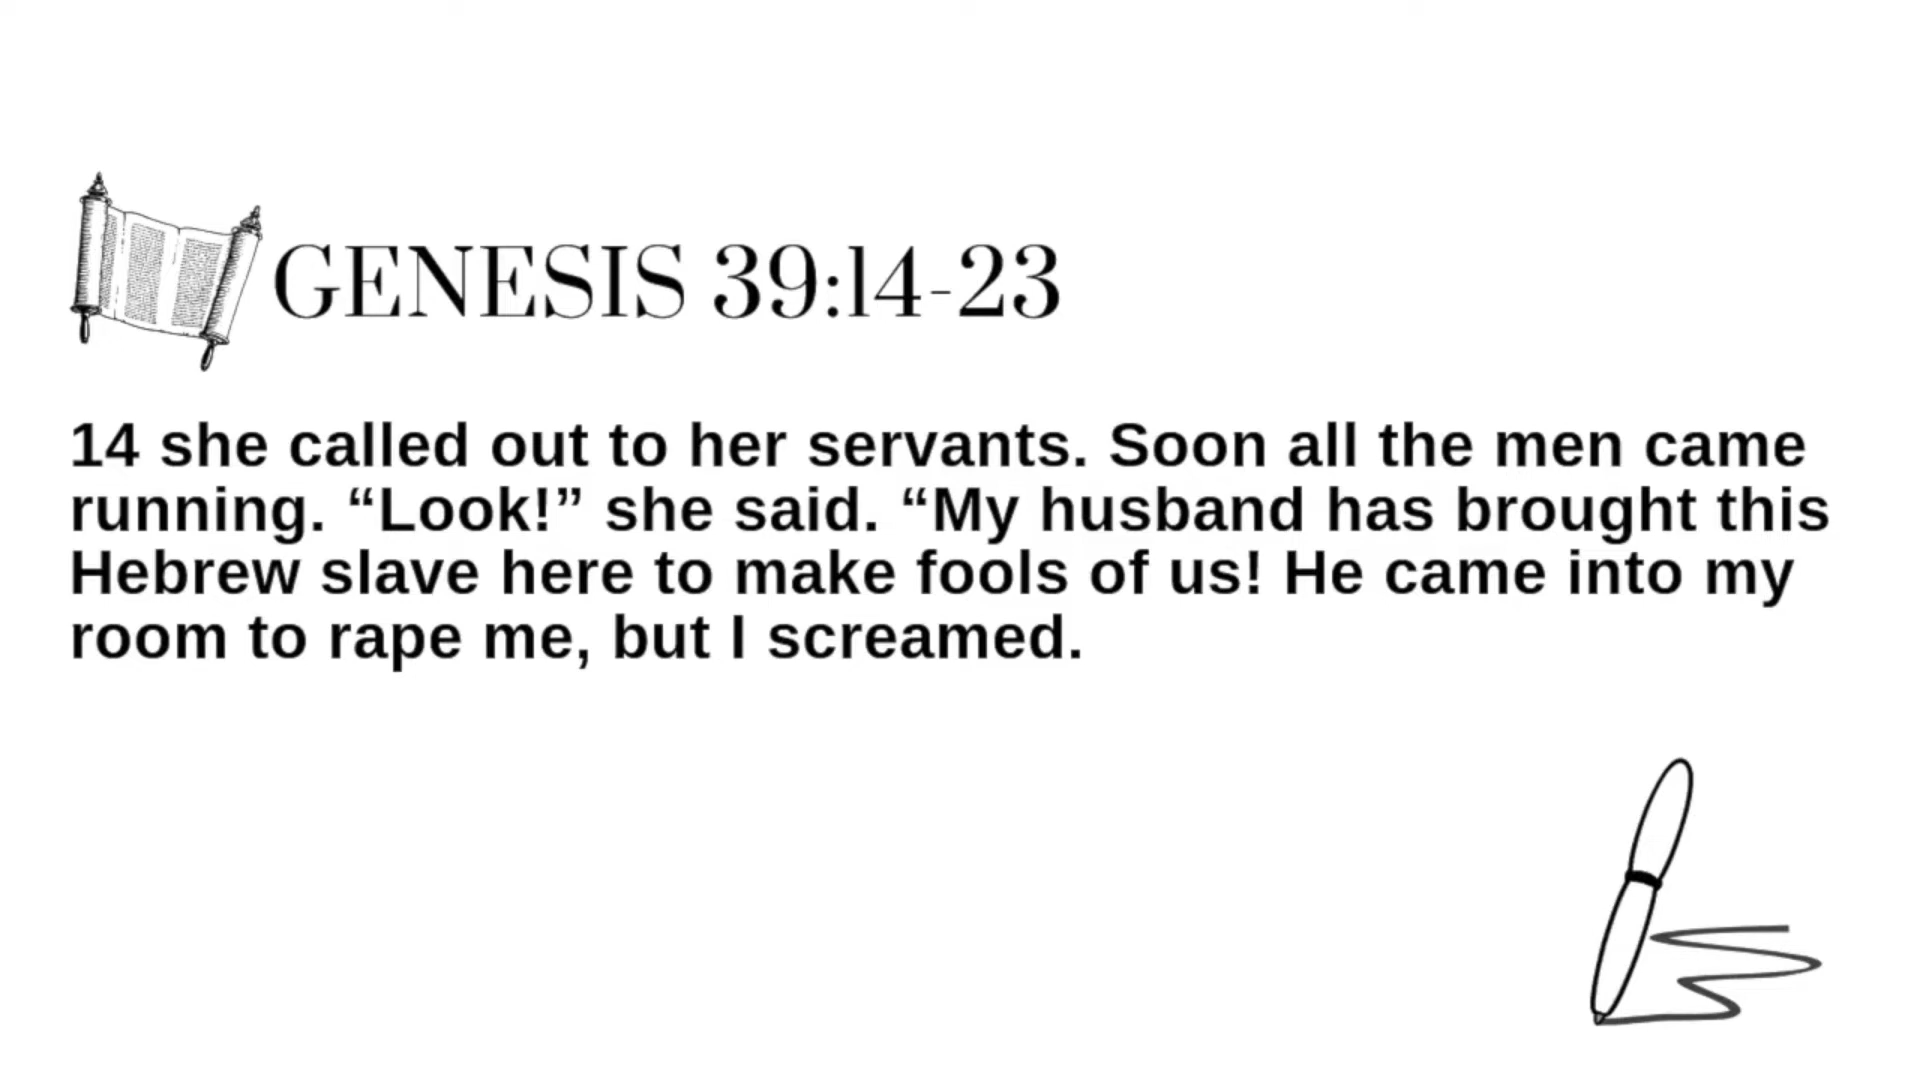 GENESIS 39:14-23
14 she called out to her servants. Soon all the men came
running. “Look!” she said. “My husband has brought this
Hebrew slave here to make fools of us! He came into my
room to rape me, but I screamed.